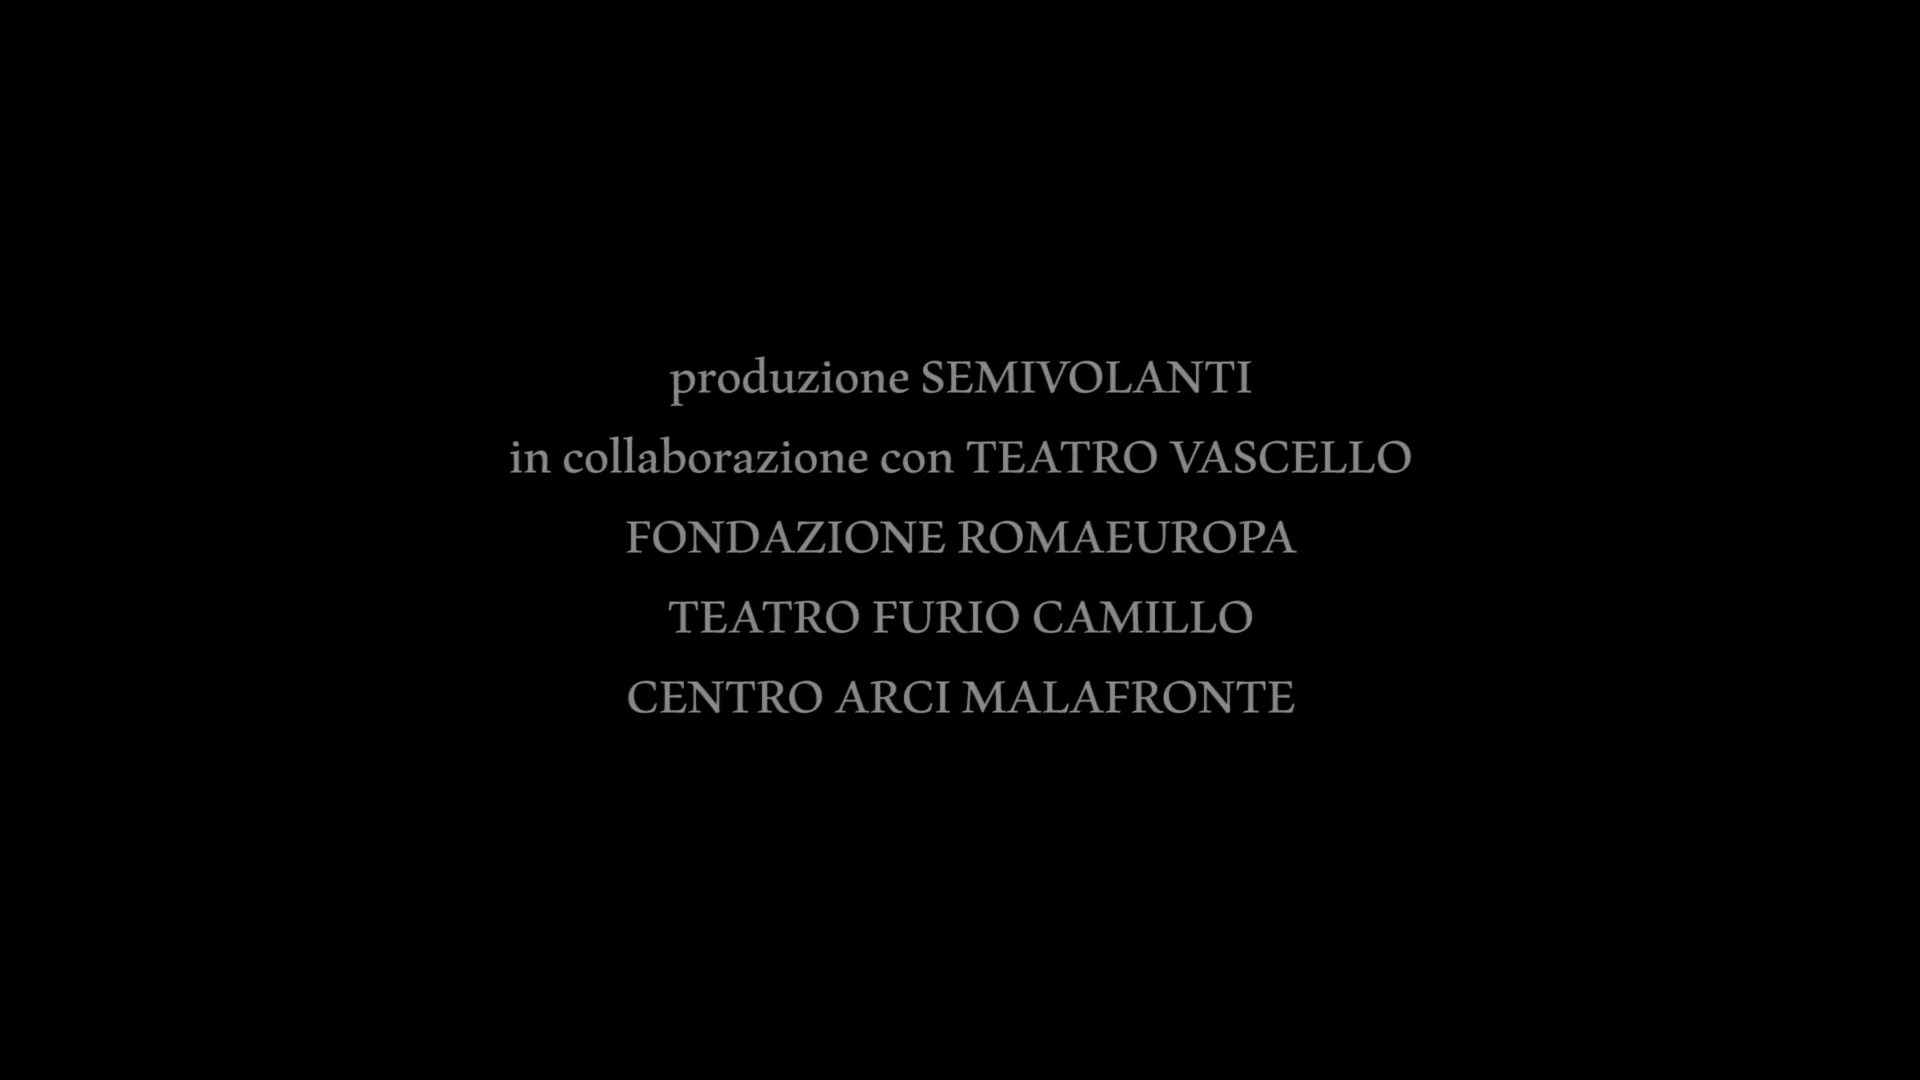 produzione SEMIVOLANTI
in collaborazione con TEATRO VASCELLO
FONDAZIONE ROMAEUROPA
TEATRO FURIO CAMILLO
CENTRO ARCI MALAFRONTE